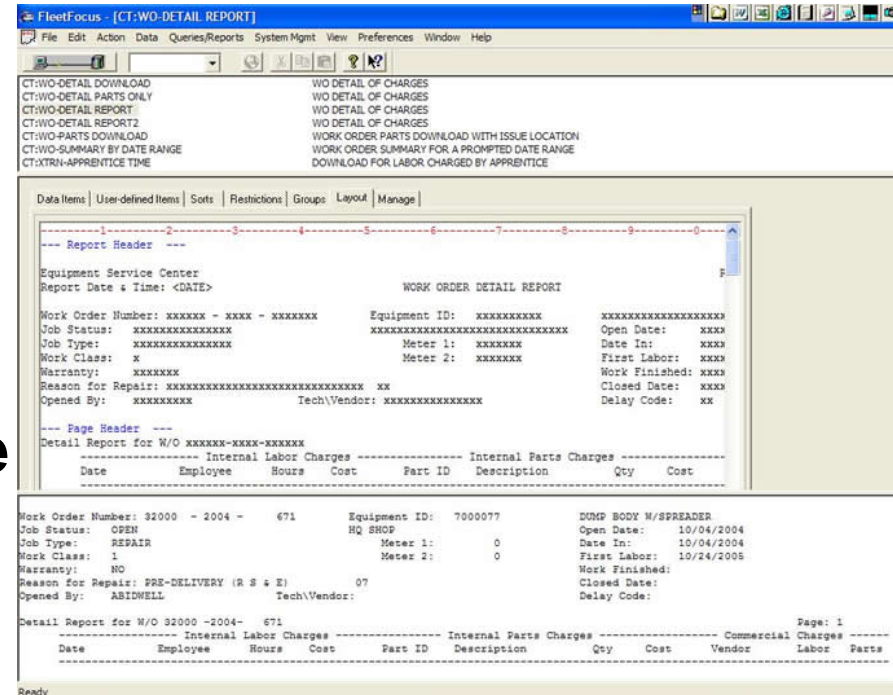 FleetFocus - [CT:WO-DETAIL REPORT]
File Edit Action Data Queries/Reports System Mgmt View Preferences Window Help
CT:WO-DETAIL DOWNLOAD WO DETAIL OF CHARGES
CT:WO-DETAIL PARTS ONLY WO DETAIL OF CHARGES
CT:WO-DETAIL REPORT WO DETAIL OF CHARGES
CT:WO-DETAIL REPORT2 WO DETAIL OF CHARGES
CT:WO-PARTS DOWNLOAD WORK ORDER PARTS DOWNLOAD WITH ISSUE LOCATION
CT:WO-SUMMARY BY DATE RANGE WORK ORDER SUMMARY FOR A PROMPTED DATE RANGE
CT:XTRN-APPRENTICE TIME DOWNLOAD FOR LABOR CHARGED BY APPRENTICE
Data Items User-defined Items Sorts Restrictions Groups Layout Manage
---------1---------2---------3---------4---------5---------6---------7---------8---------9---------0----
--- Report Header ---
Equipment Service Center
Report Date & Time: <DATE> WORK ORDER DETAIL REPORT
Work Order Number: xxxxxx - xxxx - xxxxxxx Equipment ID: xxxxxxxxxx xxxxxxxxxxxxxxxxxxx
Job Status: xxxxxxxxxxxxxxx xxxxxxxxxxxxxxxxxxxxxxxxxxxxxx Open Date: xxxx
Job Type: xxxxxxxxxxxxxxx Meter 1: xxxxxxx Date In: xxxx
Work Class: x Meter 2: xxxxxxx First Labor: xxxx
Warranty: xxxxxxx Work Finished: xxxx
Reason for Repair: xxxxxxxxxxxxxxxxxxxxxxxxxxxxxx xx Closed Date: xxxx
Opened By: xxxxxxxxx Tech\Vendor: xxxxxxxxxxxxxxx Delay Code: xx
--- Page Header ---
Detail Report for W/O xxxxxx-xxxx-xxxxxx
------------------ Internal Labor Charges ---------------- Internal Parts Charges ----------------
Date Employee Hours Cost Part ID Description Qty Cost
e
Work Order Number: 32000 - 2004 - 671 Equipment ID: 7000077 DUMP BODY W/SPREADER
Job Status: OPEN HQ SHOP Open Date: 10/04/2004
Job Type: REPAIR Meter 1: 0 Date In: 10/04/2004
Work Class: 1 Meter 2: 0 First Labor: 10/24/2005
Warranty: NO Work Finished:
Reason for Repair: PRE-DELIVERY (R S & E) 07 Closed Date:
Opened By: ABIDWELL Tech\Vendor: Delay Code:
Detail Report for W/O 32000 -2004- 671 Page: 1
------------------ Internal Labor Charges ---------------- Internal Parts Charges ------------------ Commercial Charges ------
Date Employee Hours Cost Part ID Description Qty Cost Vendor Labor Parts
Ready